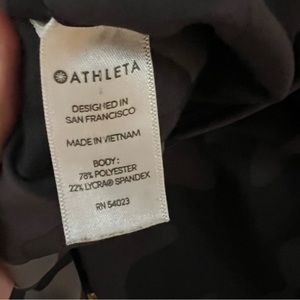 ATHLETA
DESIGNED IN
SAN FRANCISCO
MADE IN VIETNAM
BODY :
78% POLYESTER
22% LYCRA® SPANDEX
RN 54023